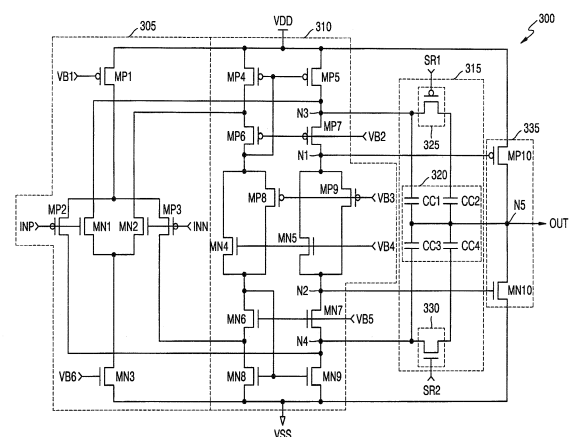 305
VDD
310
300
VB1
MP1
MP4
MP5
SR1
315
N3
325
335
MP6
MP7
VB2
N1
MP10
320
MP2
MP3
MP8
MP9
CC1
CC2
N5
INP
MN1
MN2
INN
VB3
OUT
MN4
MN5
VB4
CC3
CC4
N2
MN10
MN6
MN7
VB5
330
N4
VB6
MN3
MN8
MN9
SR2
VSS